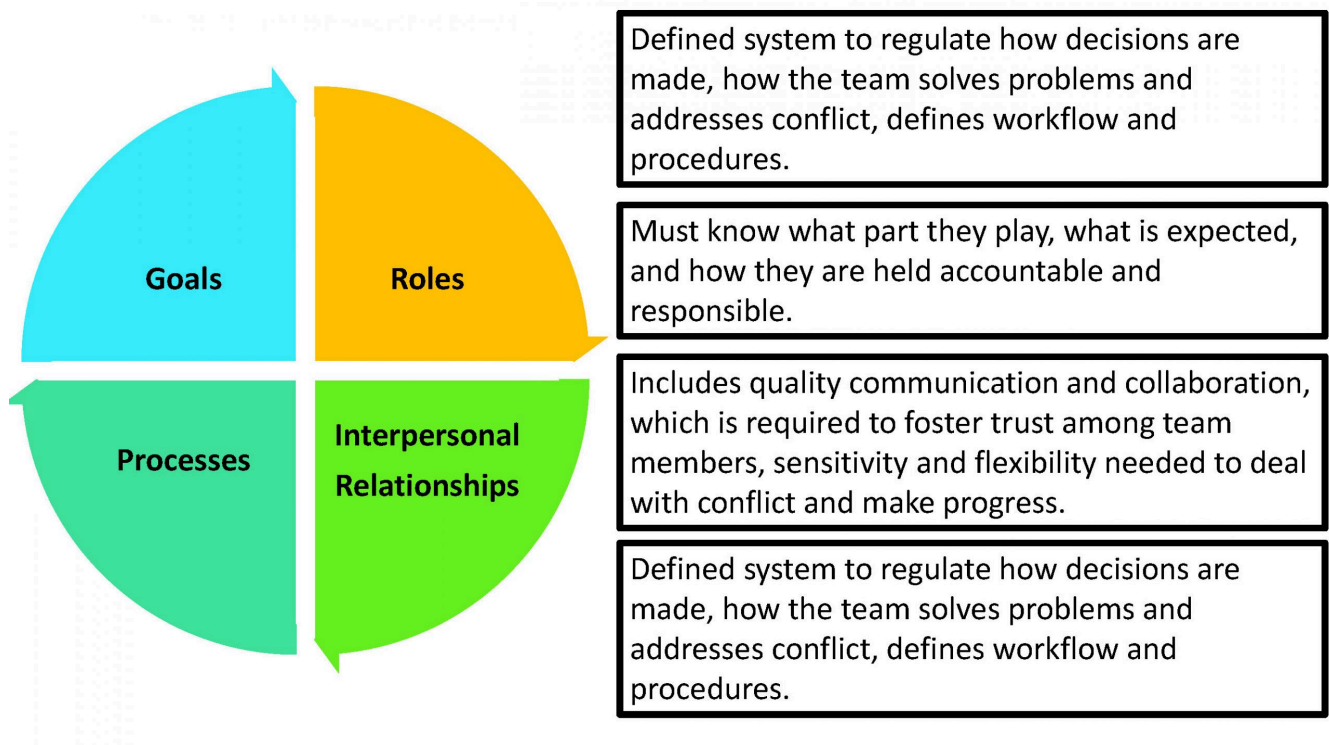 Goals
Roles
Processes
Interpersonal
Relationships
Defined system to regulate how decisions are
made, how the team solves problems and
addresses conflict, defines workflow and
procedures.
Must know what part they play, what is expected,
and how they are held accountable and
responsible.
Includes quality communication and collaboration,
which is required to foster trust among team
members, sensitivity and flexibility needed to deal
with conflict and make progress.
Defined system to regulate how decisions are
made, how the team solves problems and
addresses conflict, defines workflow and
procedures.